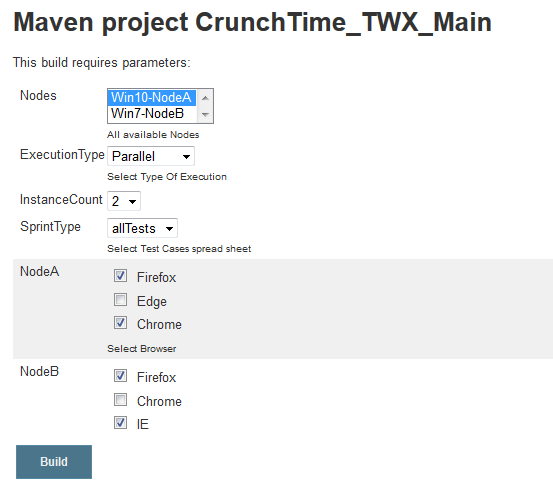 Maven project CrunchTime_TWX_Main
This build requires parameters:
Nodes
Win10-NodeA
Win7-NodeB
All available Nodes
ExecutionType Parallel
Select Type Of Execution
InstanceCount 2
SprintType allTests
Select Test Cases spread sheet
NodeA
Firefox
Edge
Chrome
Select Browser
NodeB
Firefox
Chrome
IE
Build